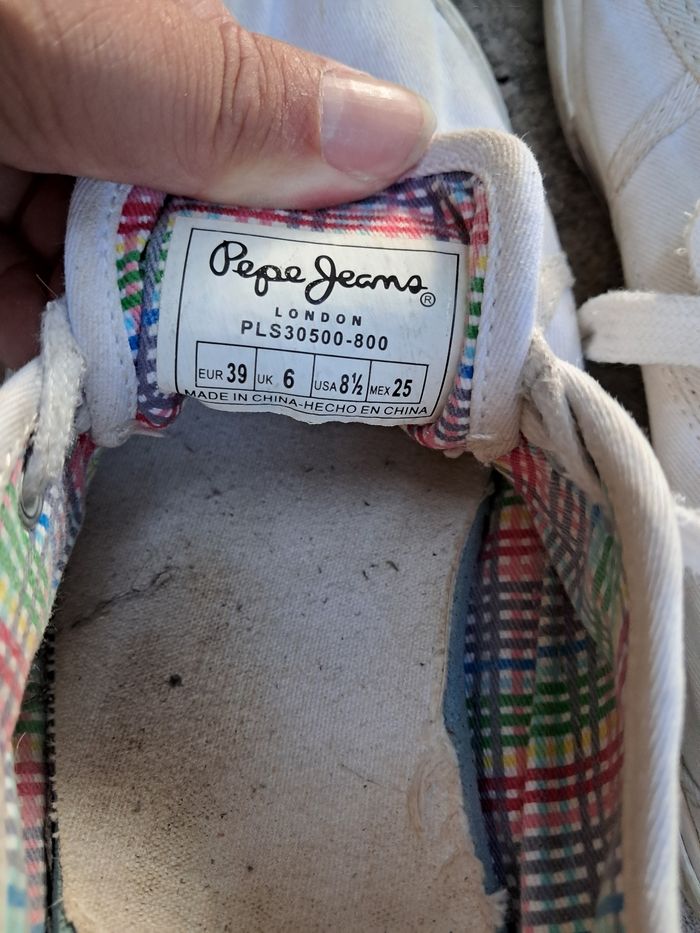 Pepe Jeans®
LONDON
PLS30500-800
EUR 39 UK 6 USA 8½ MEX 25
MADE IN CHINA-HECHO EN CHINA